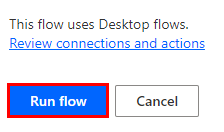 This flow uses Desktop flows.
Review connections and actions
Run flow
Cancel